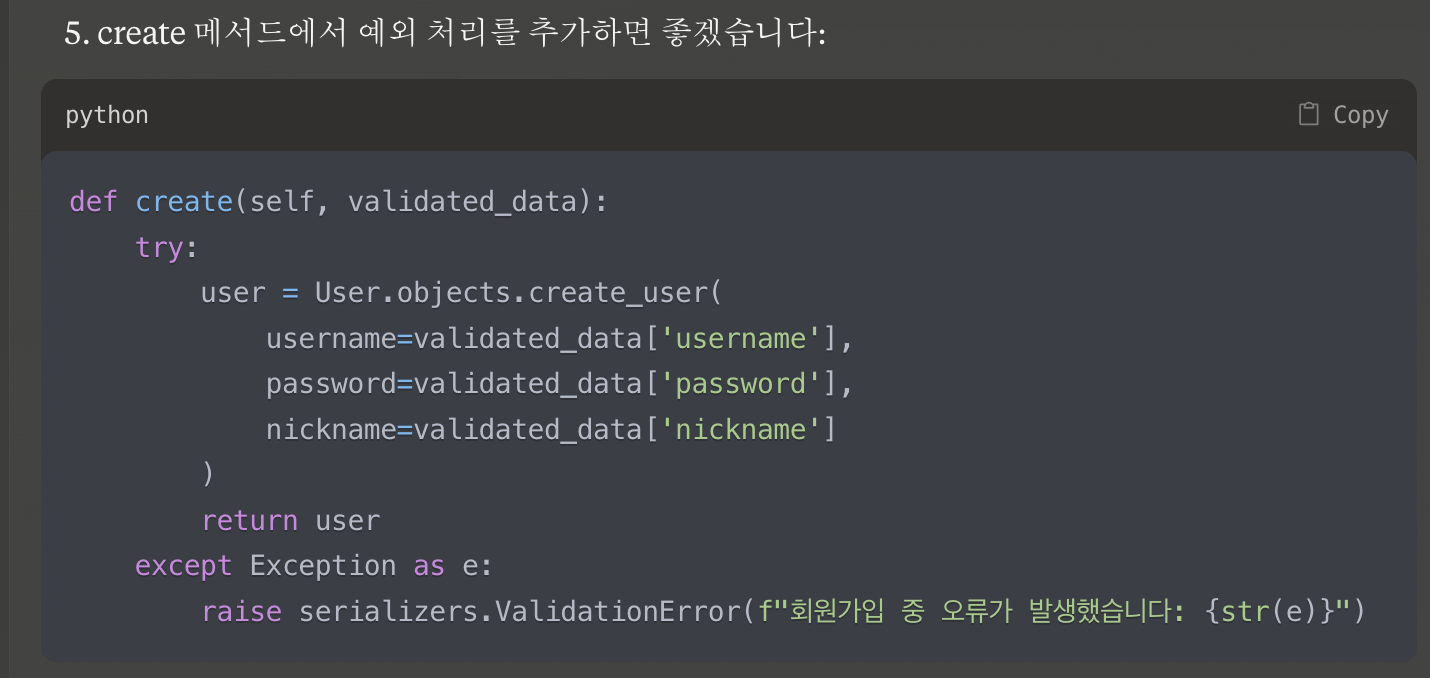 5. create 메서드에서 예외 처리를 추가하면 좋겠습니다:
python
Copy
def create(self, validated_data):
    try:
        user = User.objects.create_user(
            username=validated_data['username'],
            password=validated_data['password'],
            nickname=validated_data['nickname']
        )
        return user
    except Exception as e:
        raise serializers.ValidationError(f"회원가입 중 오류가 발생했습니다: {str(e)}")